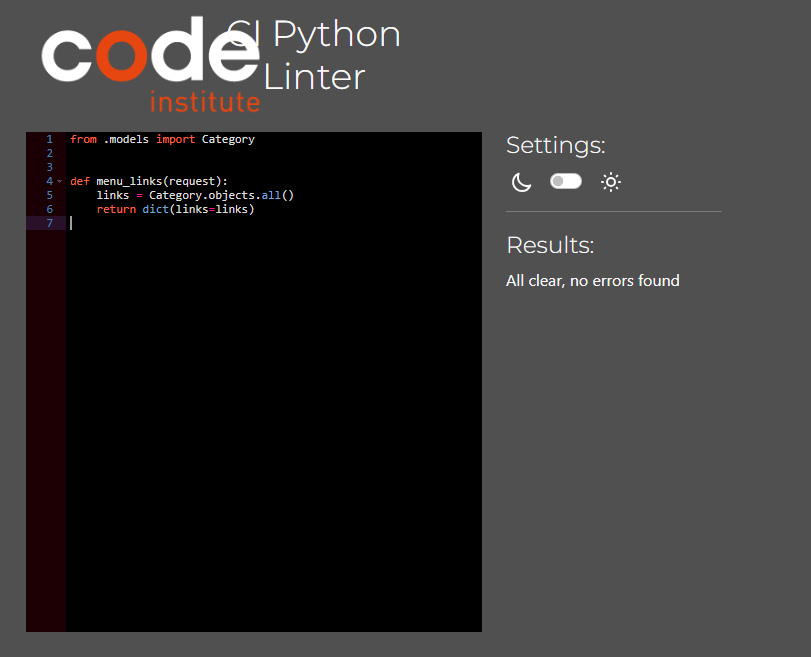 code
institute
CI Python
Linter
1 from .models import Category
2
3
4 def menu_links(request):
5     links = Category.objects.all()
6     return dict(links=links)
7
Settings:
Results:
All clear, no errors found